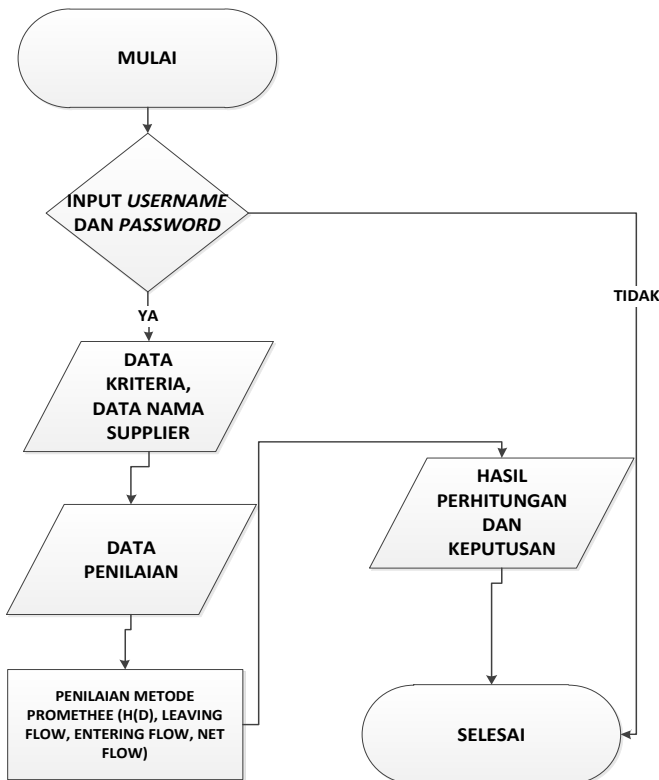 MULAI
INPUT USERNAME
DAN PASSWORD
TIDAK
YA
DATA
KRITERIA,
DATA NAMA
SUPPLIER
HASIL
PERHITUNGAN
DAN
KEPUTUSAN
DATA
PENILAIAN
PENILAIAN METODE
PROMETHEE (H(D), LEAVING
FLOW, ENTERING FLOW, NET
FLOW)
SELESAI